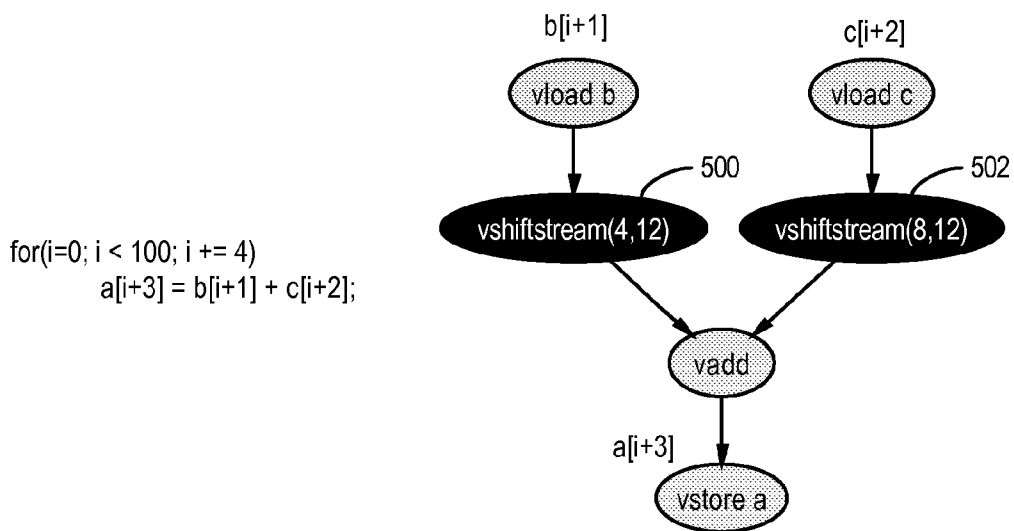 b[i+1]
c[i+2]
vload b
vload c
500
502
vshiftstream(4,12)
vshiftstream(8,12)
for(i=0; i < 100; i += 4)
a[i+3] = b[i+1] + c[i+2];
vadd
a[i+3]
vstore a